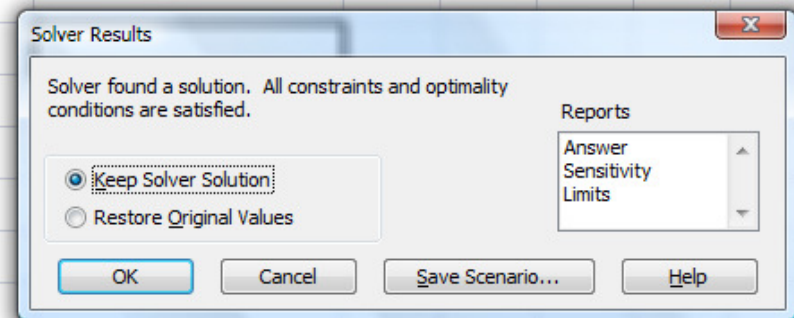 Solver Results
Solver found a solution. All constraints and optimality
conditions are satisfied.
Reports
Answer
Sensitivity
Limits
Keep Solver Solution
Restore Original Values
OK
Cancel
Save Scenario...
Help